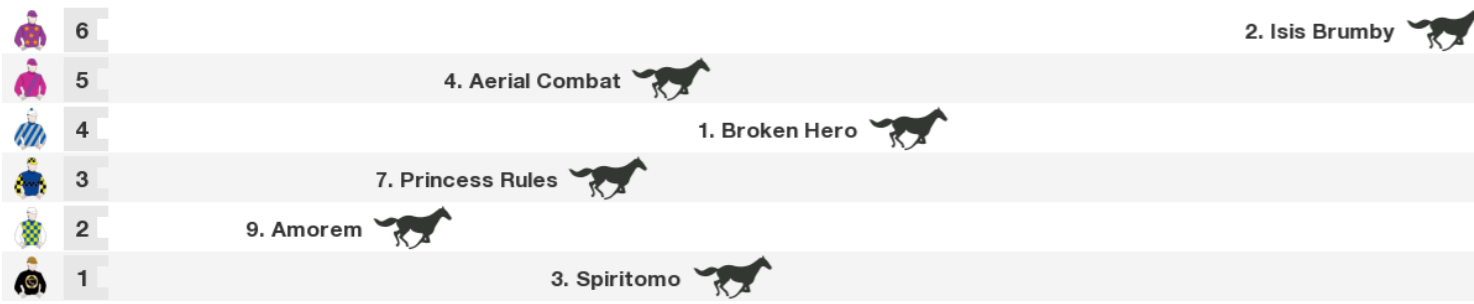 6 2. Isis Brumby
5 4. Aerial Combat
4 1. Broken Hero
3 7. Princess Rules
2 9. Amorem
1 3. Spiritomo